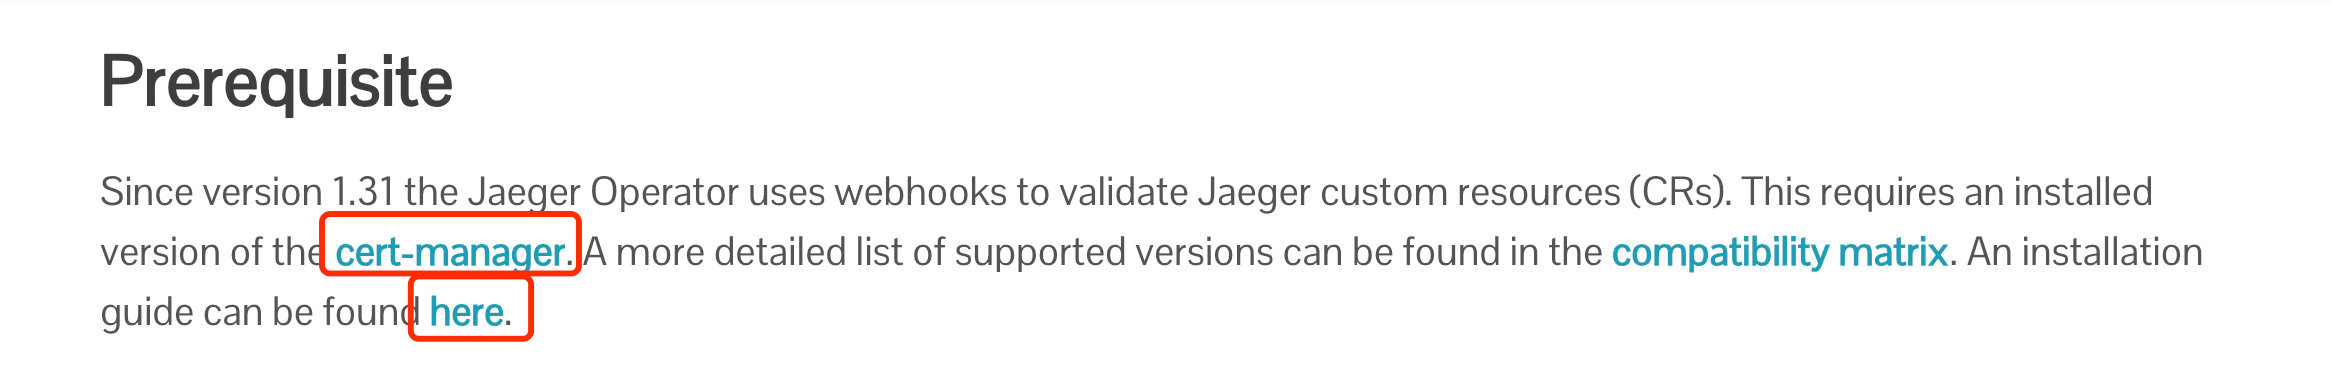 Prerequisite
Since version 1.31 the Jaeger Operator uses webhooks to validate Jaeger custom resources (CRs). This requires an installed
version of the cert-manager. A more detailed list of supported versions can be found in the compatibility matrix. An installation
guide can be found here.